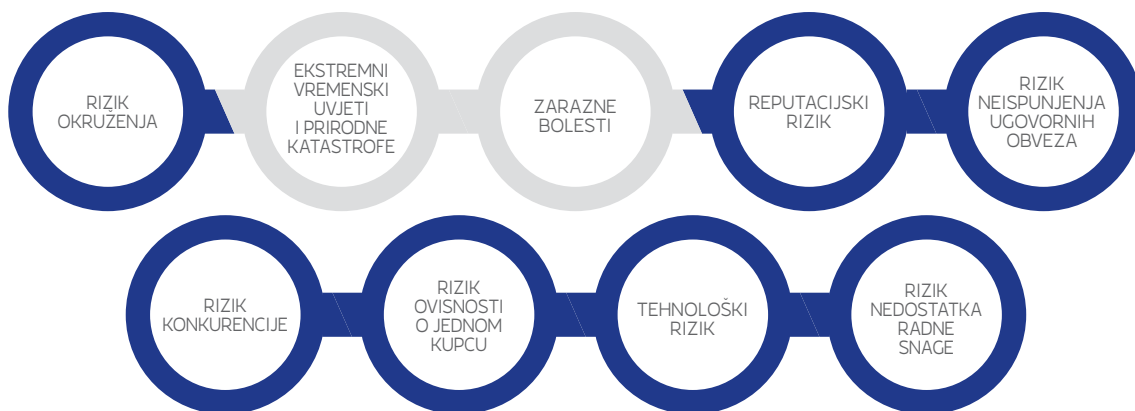 RIZIK
OKRUŽENJA
EKSTREMNI
VREMENSKI
UVJETI
I PRIRODNE
KATASTROFE
ZARAZNE
BOLESTI
REPUTACIJSKI
RIZIK
RIZIK
NEISPUNJENJA
UGOVORNIH
OBVEZA
RIZIK
KONKURENCIJE
RIZIK
OVISNOSTI
O JEDNOM
KUPCU
TEHNOLOŠKI
RIZIK
RIZIK
NEDOSTATKA
RADNE
SNAGE